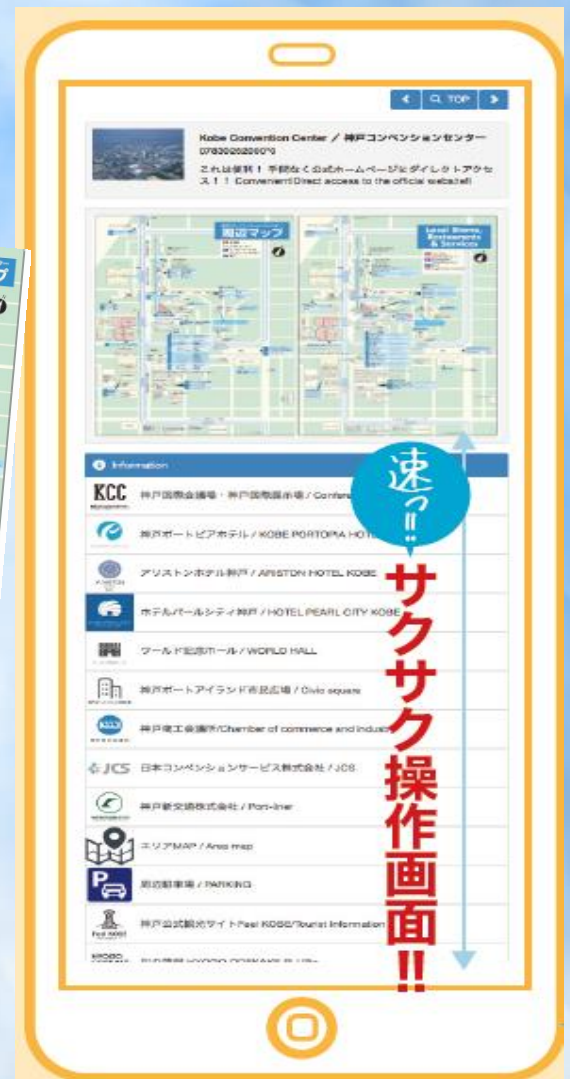 TOP
Kobe Convention Center / 神戸コンベンションセンター
これは便利！ 手間なく公式ホームページにダイレクトアクセ
ス！！ Convenient!Direct access to the official website!!
周辺マップ
Local Stores,
Restaurants
& Services
Information
速っ!!
サクサク操作画面!!
KCC
神戸国際会議場・神戸国際展示場 / Confere
神戸ポートピアホテル / KOBE PORTOPIA HOTE
アリストンホテル神戸 / ARISTON HOTEL KOBE
ホテルパールシティ神戸 / HOTEL PEARL CITY KOBE
ワールド記念ホール / WORLD HALL
神戸ポートアイランド市民広場 / Civic square
神戸商工会議所/Chamber of commerce and Indust
JCS
日本コンベンションサービス株式会社 / JCS
神戸新交通株式会社 / Port-liner
エリアMAP / Area map
P
周辺駐車場 / PARKING
Feel KOBE
神戸公式観光サイトFeel KOBE/Tourist Information